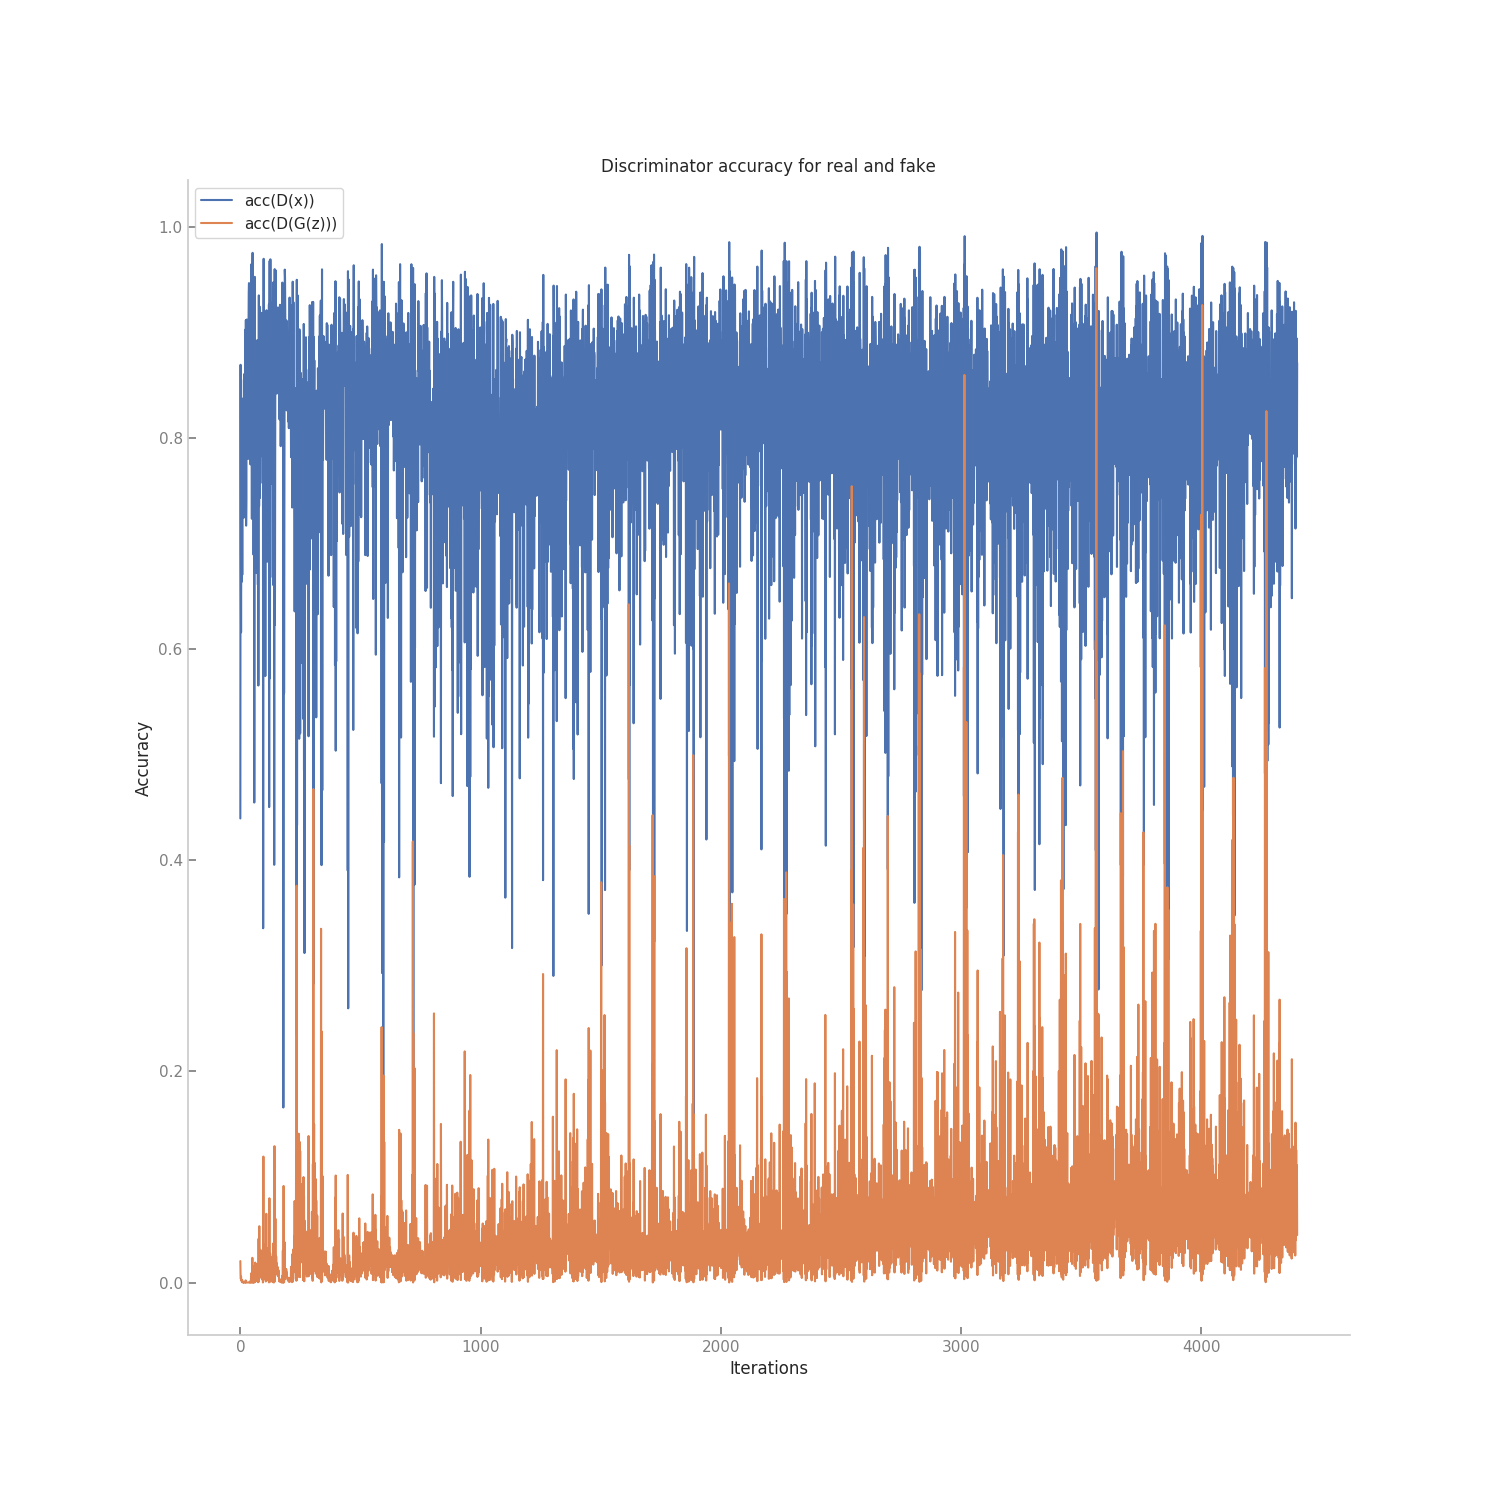 Discriminator accuracy for real and fake
acc(D(x))
acc(D(G(z)))
1.0
0.8
0.6
0.4
0.2
0.0
Accuracy
0 1000 2000 3000 4000
Iterations